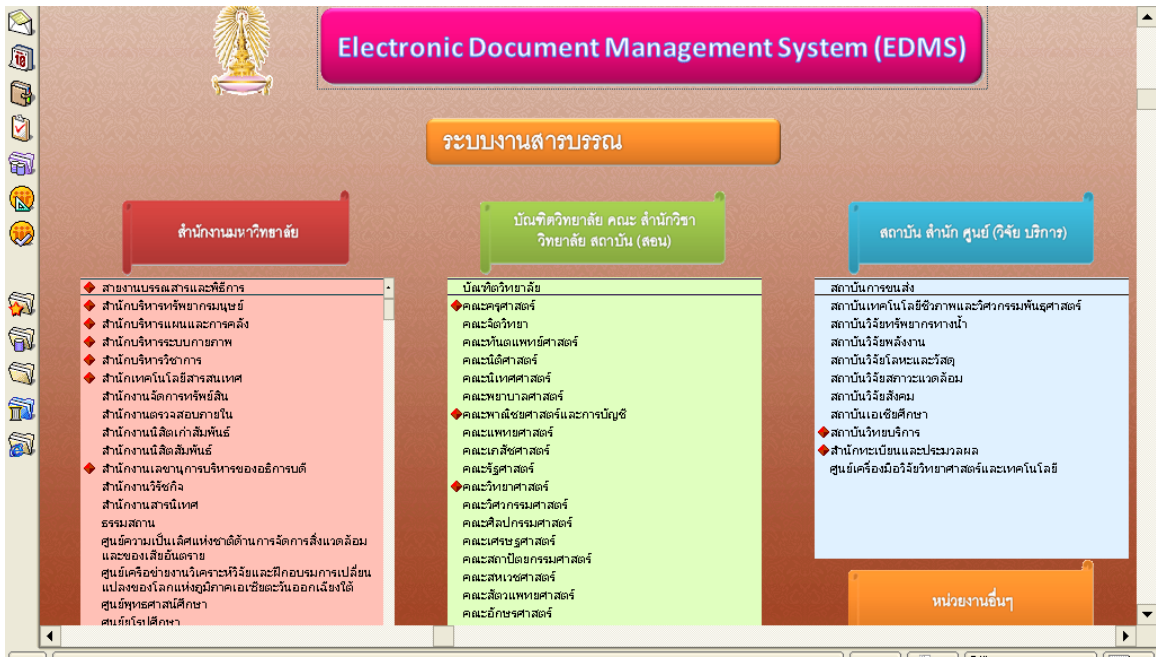 Electronic Document Management System (EDMS)
ระบบงานสารบรรณ
สำนักงานมหาวิทยาลัย
สายงานบรรณสารและพิธีการ
สำนักบริหารทรัพยากรมนุษย์
สำนักบริหารแผนและการคลัง
สำนักบริหารระบบกายภาพ
สำนักบริหารวิชาการ
สำนักเทคโนโลยีสารสนเทศ
สำนักงานจัดการทรัพย์สิน
สำนักงานตรวจสอบภายใน
สำนักงานนิสิตเก่าสัมพันธ์
สำนักงานนิสิตสัมพันธ์
สำนักงานเลขานุการบริหารของอธิการบดี
สำนักงานวิรัชกิจ
สำนักงานสารนิเทศ
ธรรมสถาน
ศูนย์ความเป็นเลิศแห่งชาติด้านการจัดการสิ่งแวดล้อม
และของเสียอันตราย
ศูนย์เครือข่ายงานวิเคราะห์วิจัยและฝึกอบรมการเปลี่ยน
แปลงของโลกแห่งภูมิภาคเอเชียตะวันออกเฉียงใต้
ศูนย์พุทธศาสน์ศึกษา
ศูนย์ยุโรปศึกษา
บัณฑิตวิทยาลัย คณะ สำนักวิชา
วิทยาลัย สถาบัน (สอน)
บัณฑิตวิทยาลัย
คณะครุศาสตร์
คณะจิตวิทยา
คณะทันตแพทย์ศาสตร์
คณะนิติศาสตร์
คณะนิเทศศาสตร์
คณะพยาบาลศาสตร์
คณะพาณิชยศาสตร์และการบัญชี
คณะแพทยศาสตร์
คณะเภสัชศาสตร์
คณะรัฐศาสตร์
คณะวิทยาศาสตร์
คณะวิศวกรรมศาสตร์
คณะศิลปกรรมศาสตร์
คณะเศรษฐศาสตร์
คณะสถาปัตยกรรมศาสตร์
คณะสหเวชศาสตร์
คณะสัตวแพทยศาสตร์
คณะอักษรศาสตร์
สถาบัน สำนัก ศูนย์ (วิจัย บริการ)
สถาบันการขนส่ง
สถาบันเทคโนโลยีชีวภาพและวิศวกรรมพันธุศาสตร์
สถาบันวิจัยทรัพยากรทางน้ำ
สถาบันวิจัยพลังงาน
สถาบันวิจัยโลหะและวัสดุ
สถาบันวิจัยสภาวะแวดล้อม
สถาบันวิจัยสังคม
สถาบันเอเชียศึกษา
สถาบันวิทยบริการ
สำนักทะเบียนและประมวลผล
ศูนย์เครื่องมือวิจัยวิทยาศาสตร์และเทคโนโลยี
หน่วยงานอื่นๆ